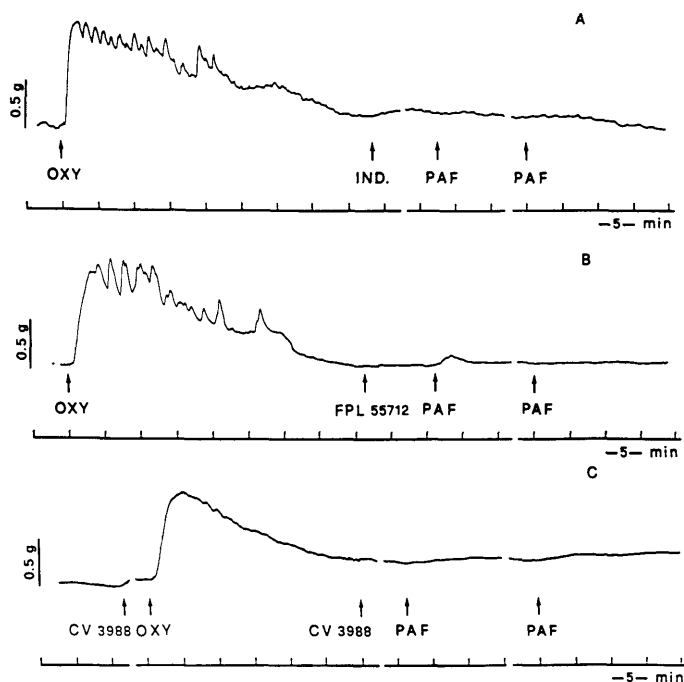 A
0.5 g
OXY IND. PAF PAF
—5— min
B
0.5 g
OXY FPL 55712 PAF PAF
—5— min
C
0.5 g
CV 3988 OXY CV 3988 PAF PAF
—5— min